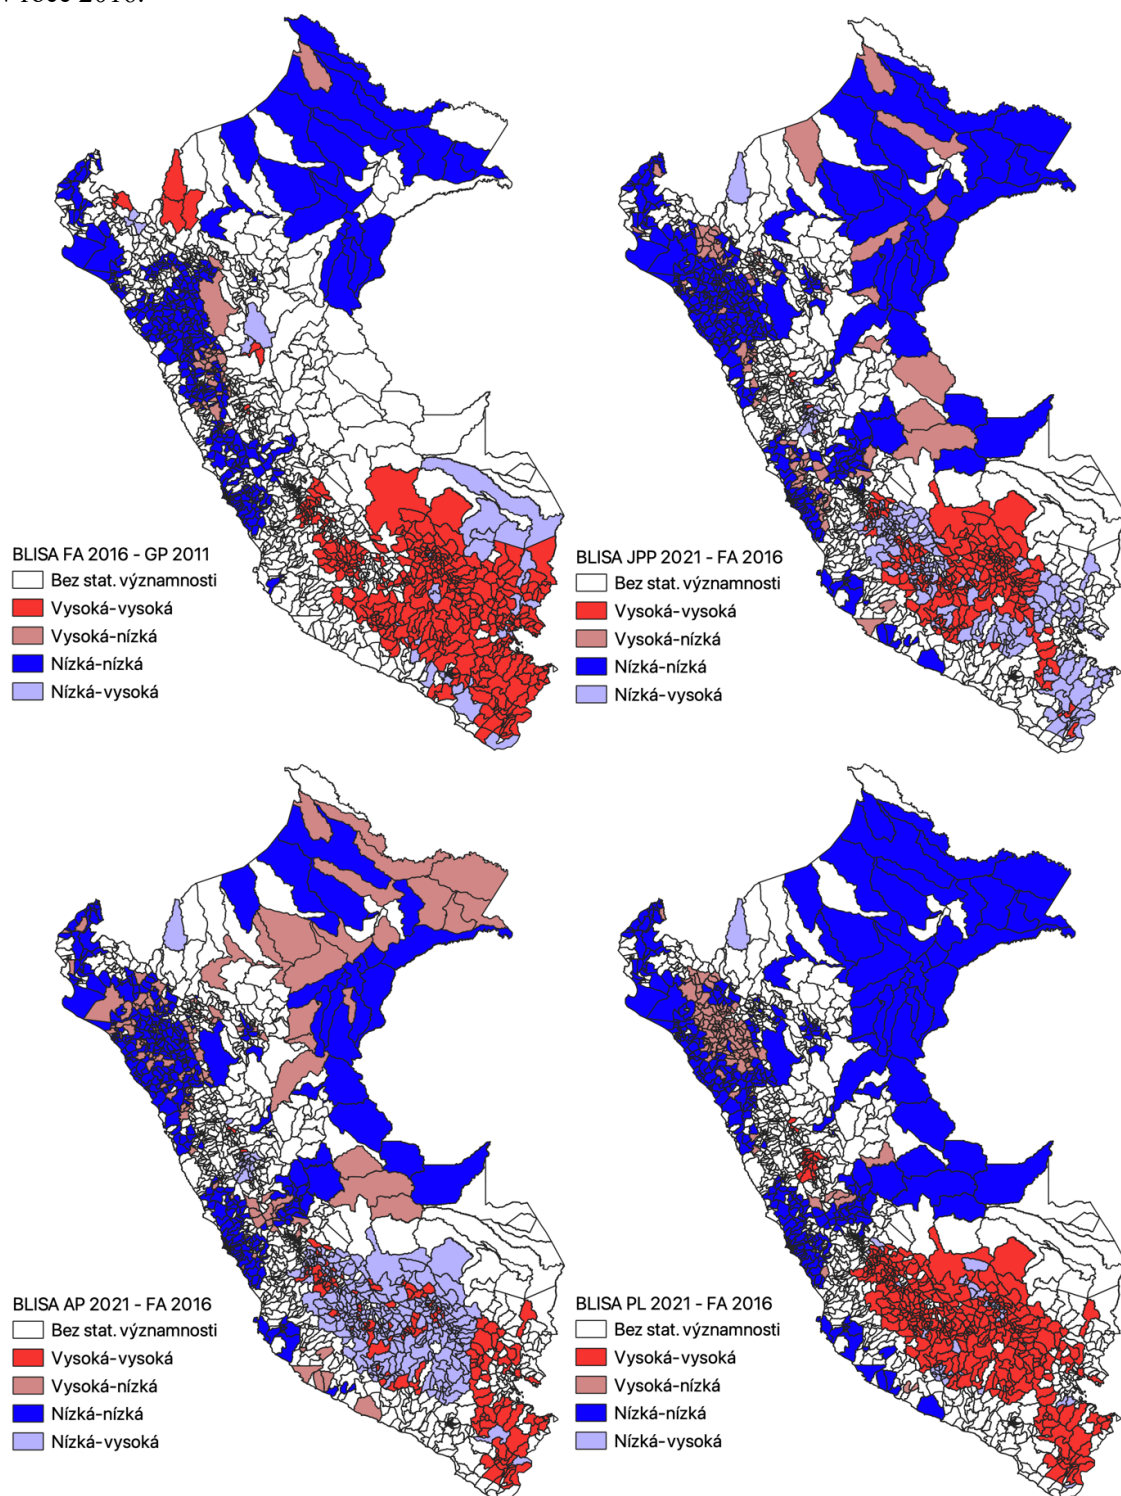 v roce 2016.
BLISA FA 2016 - GP 2011
Bez stat. významnosti
Vysoká-vysoká
Vysoká-nízká
Nízká-nízká
Nízká-vysoká
BLISA JPP 2021 - FA 2016
Bez stat. významnosti
Vysoká-vysoká
Vysoká-nízká
Nízká-nízká
Nízká-vysoká
BLISA AP 2021 - FA 2016
Bez stat. významnosti
Vysoká-vysoká
Vysoká-nízká
Nízká-nízká
Nízká-vysoká
BLISA PL 2021 - FA 2016
Bez stat. významnosti
Vysoká-vysoká
Vysoká-nízká
Nízká-nízká
Nízká-vysoká